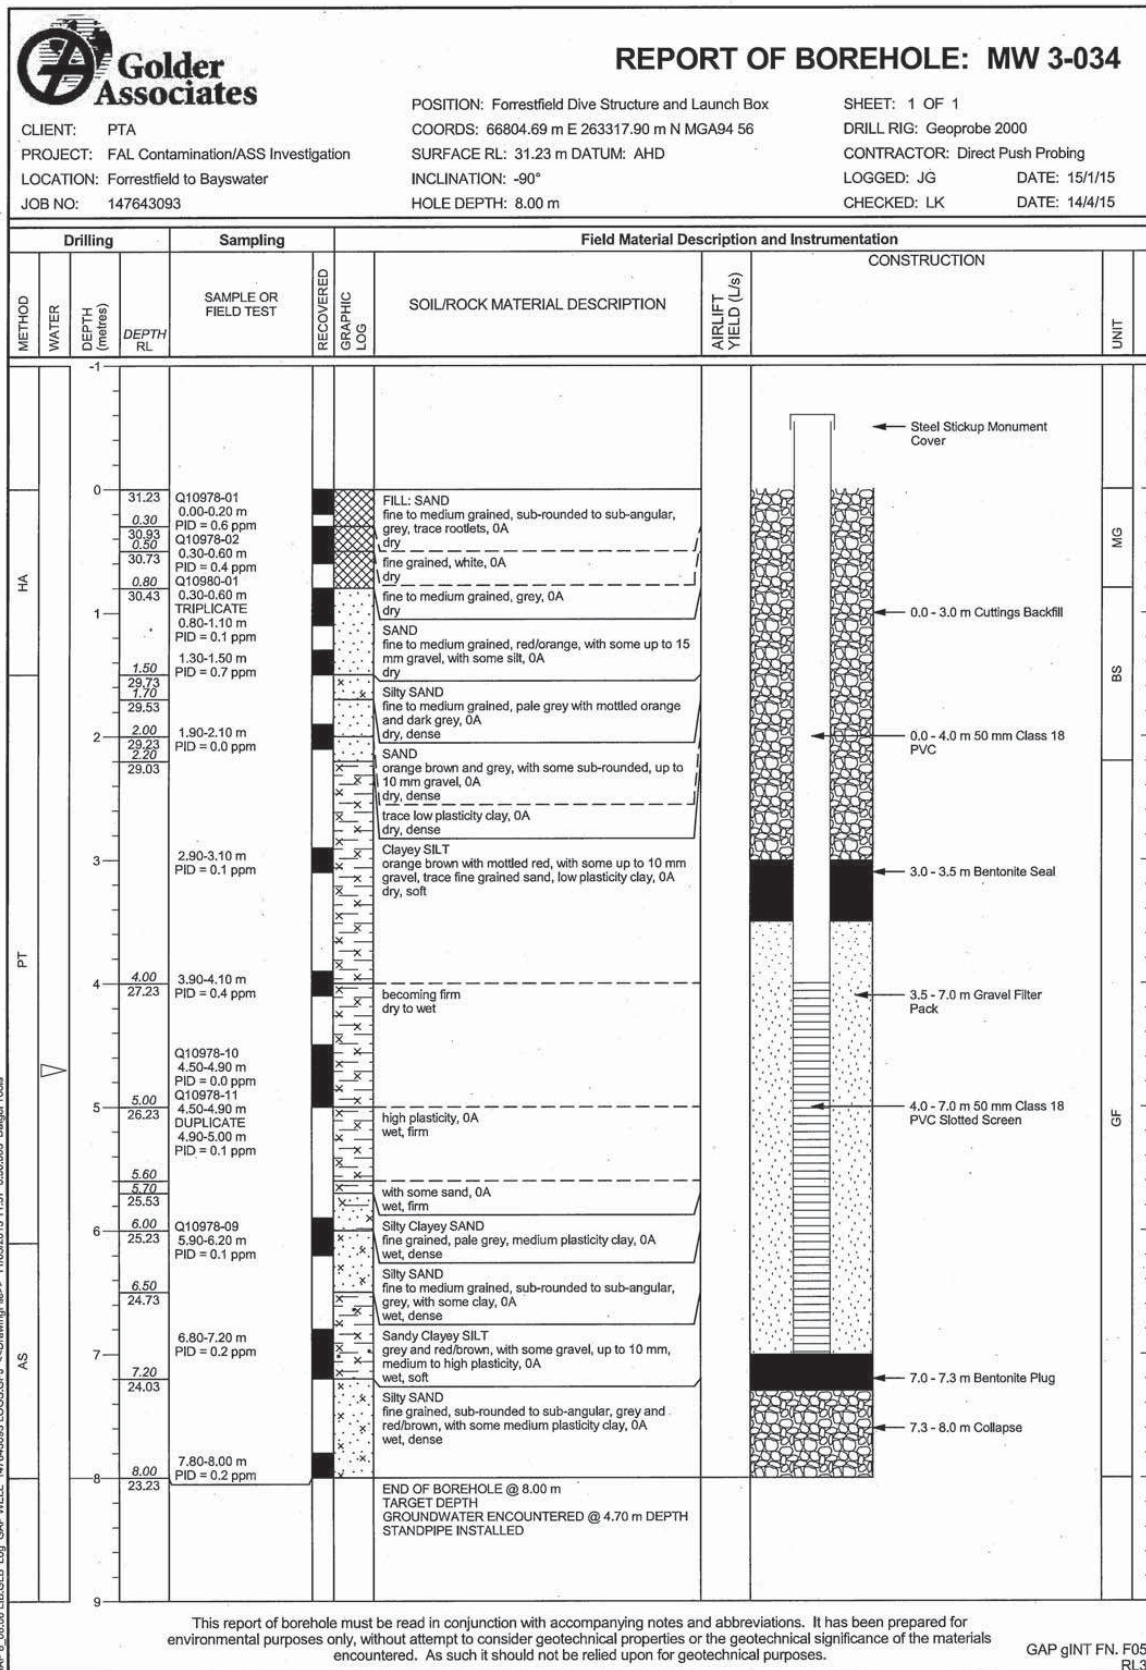 Golder
Associates
REPORT OF BOREHOLE: MW 3-034
CLIENT: PTA
PROJECT: FAL Contamination/ASS Investigation
LOCATION: Forrestfield to Bayswater
JOB NO: 147643093
POSITION: Forrestfield Dive Structure and Launch Box
COORDS: 66804.69 m E 263317.90 m N MGA94 56
SURFACE RL: 31.23 m DATUM: AHD
INCLINATION: -90°
HOLE DEPTH: 8.00 m
SHEET: 1 OF 1
DRILL RIG: Geoprobe 2000
CONTRACTOR: Direct Push Probing
LOGGED: JG DATE: 15/1/15
CHECKED: LK DATE: 14/4/15
Drilling
Sampling
Field Material Description and Instrumentation
METHOD
WATER
DEPTH
(metres)
DEPTH
RL
SAMPLE OR
FIELD TEST
RECOVERED
GRAPHIC
LOG
SOIL/ROCK MATERIAL DESCRIPTION
AIRLIFT
YIELD (L/s)
CONSTRUCTION
UNIT
HA
PT
AS
-1
0
1
2
3
4
5
6
7
8
9
31.23
0.30
30.93
0.50
30.73
0.80
30.43
1.50
29.73
1.70
29.53
2.00
29.23
2.20
29.03
4.00
27.23
5.00
26.23
5.60
5.70
25.53
6.00
25.23
6.50
24.73
7.20
24.03
8.00
23.23
Q10978-01
0.00-0.20 m
PID = 0.6 ppm
Q10978-02
0.30-0.60 m
PID = 0.4 ppm
Q10980-01
0.30-0.60 m
TRIPLICATE
0.80-1.10 m
PID = 0.1 ppm
1.30-1.50 m
PID = 0.7 ppm
1.90-2.10 m
PID = 0.0 ppm
2.90-3.10 m
PID = 0.1 ppm
3.90-4.10 m
PID = 0.4 ppm
Q10978-10
4.50-4.90 m
PID = 0.0 ppm
Q10978-11
4.50-4.90 m
DUPLICATE
4.90-5.00 m
PID = 0.1 ppm
Q10978-09
5.90-6.20 m
PID = 0.1 ppm
6.80-7.20 m
PID = 0.2 ppm
7.80-8.00 m
PID = 0.2 ppm
FILL: SAND
fine to medium grained, sub-rounded to sub-angular,
grey, trace rootlets, 0A
dry
fine grained, white, 0A
dry
fine to medium grained, grey, 0A
dry
SAND
fine to medium grained, red/orange, with some up to 15
mm gravel, with some silt, 0A
dry
Silty SAND
fine to medium grained, pale grey with mottled orange
and dark grey, 0A
dry, dense
SAND
orange brown and grey, with some sub-rounded, up to
10 mm gravel, 0A
dry, dense
trace low plasticity clay, 0A
dry, dense
Clayey SILT
orange brown with mottled red, with some up to 10 mm
gravel, trace fine grained sand, low plasticity clay, 0A
dry, soft
becoming firm
dry to wet
high plasticity, 0A
wet, firm
with some sand, 0A
wet, firm
Silty Clayey SAND
fine grained, pale grey, medium plasticity clay, 0A
wet, dense
Silty SAND
fine to medium grained, sub-rounded to sub-angular,
grey, with some clay, 0A
wet, dense
Sandy Clayey SILT
grey and red/brown, with some gravel, up to 10 mm,
medium to high plasticity, 0A
wet, soft
Silty SAND
fine grained, sub-rounded to sub-angular, grey and
red/brown, with some medium plasticity clay, 0A
wet, dense
END OF BOREHOLE @ 8.00 m
TARGET DEPTH
GROUNDWATER ENCOUNTERED @ 4.70 m DEPTH
STANDPIPE INSTALLED
Steel Stickup Monument
Cover
0.0 - 3.0 m Cuttings Backfill
0.0 - 4.0 m 50 mm Class 18
PVC
3.0 - 3.5 m Bentonite Seal
3.5 - 7.0 m Gravel Filter
Pack
4.0 - 7.0 m 50 mm Class 18
PVC Slotted Screen
7.0 - 7.3 m Bentonite Plug
7.3 - 8.0 m Collapse
MG
BS
GF
This report of borehole must be read in conjunction with accompanying notes and abbreviations. It has been prepared for
environmental purposes only, without attempt to consider geotechnical properties or the geotechnical significance of the materials
encountered. As such it should not be relied upon for geotechnical purposes.
GAP gINT FN. F05
RL3